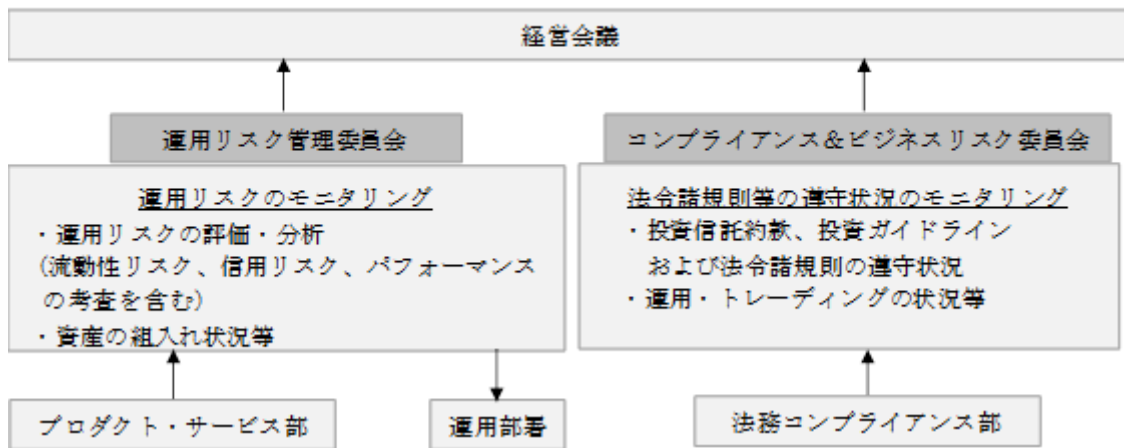 経営会議
運用リスク管理委員会
運用リスクのモニタリング
・運用リスクの評価・分析
(流動性リスク、信用リスク、パフォーマンス
の考査を含む)
・資産の組入れ状況等
コンプライアンス＆ビジネスリスク委員会
法令諸規則等の遵守状況のモニタリング
・投資信託約款、投資ガイドライン
および法令諸規則の遵守状況
・運用・トレーディングの状況等
プロダクト・サービス部
運用部署
法務コンプライアンス部